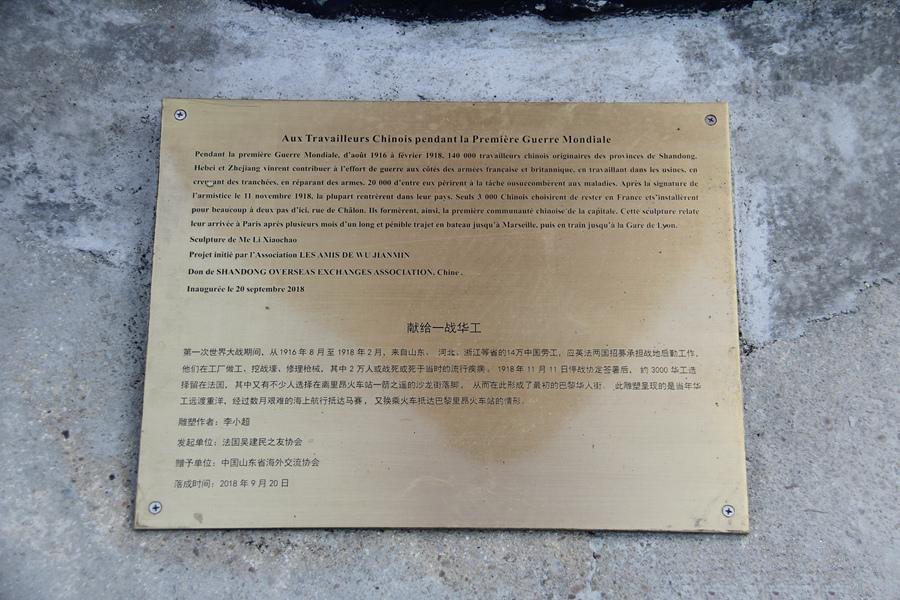 Aux Travailleurs Chinois pendant la Première Guerre Mondiale
Pendant la première Guerre Mondiale, d'août 1916 à février 1918, 140 000 travailleurs chinois originaires des provinces de Shandong,
Hebei et Zhejiang vinrent contribuer à l'effort de guerre aux côtés des armées française et britannique, en travaillant dans les usines, en
creusant des tranchées, en réparant des armes. 20 000 d'entre eux périrent à la tâche ousuccombèrent aux maladies. Après la signature de
l'armistice le 11 novembre 1918, la plupart rentrèrent dans leur pays. Seuls 3 000 Chinois choisirent de rester en France ets'installèrent
pour beaucoup à deux pas d'ici, rue de Châlon. Ils formèrent, ainsi, la première communauté chinoise de la capitale. Cette sculpture relate
leur arrivée à Paris après plusieurs mois d'un long et pénible trajet en bateau jusqu'à Marseille, puis en train jusqu'à la Gare de Lyon.
Sculpture de Me Li Xiaochao
Projet initié par l'Association LES AMIS DE WU JIANMIN
Don de SHANDONG OVERSEAS EXCHANGES ASSOCIATION, Chine .
Inaugurée le 20 septembre 2018
献给一战华工
第一次世界大战期间，从1916年8月至1918年2月，来自山东、河北、浙江等省的14万中国劳工，应英法两国招募承担战地后勤工作，
他们在工厂做工、挖战壕、修理枪械，其中2万人或战死或死于当时的流行疾病。1918年11月11日停战协定签署后，约3000华工选
择留在法国，其中又有不少人选择在离里昂火车站一箭之遥的沙龙街落脚，从而在此形成了最初的巴黎华人街。此雕塑呈现的是当年华
工远渡重洋，经过数月艰难的海上航行抵达马赛，又换乘火车抵达巴黎里昂火车站的情形。
雕塑作者：李小超
发起单位：法国吴建民之友协会
赠予单位：中国山东省海外交流协会
落成时间：2018年9月20日